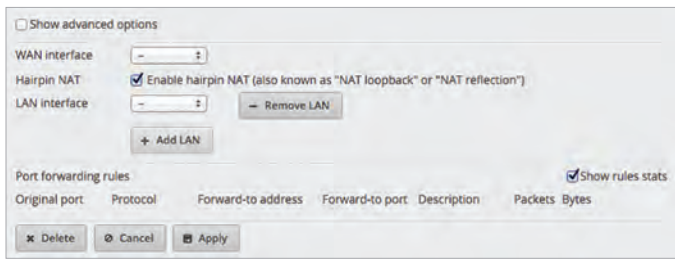 Show advanced options
WAN interface -
Hairpin NAT Enable hairpin NAT (also known as "NAT loopback" or "NAT reflection")
LAN interface - − Remove LAN
+ Add LAN
Port forwarding rules Show rules stats
Original port Protocol Forward-to address Forward-to port Description Packets Bytes
Delete Cancel Apply